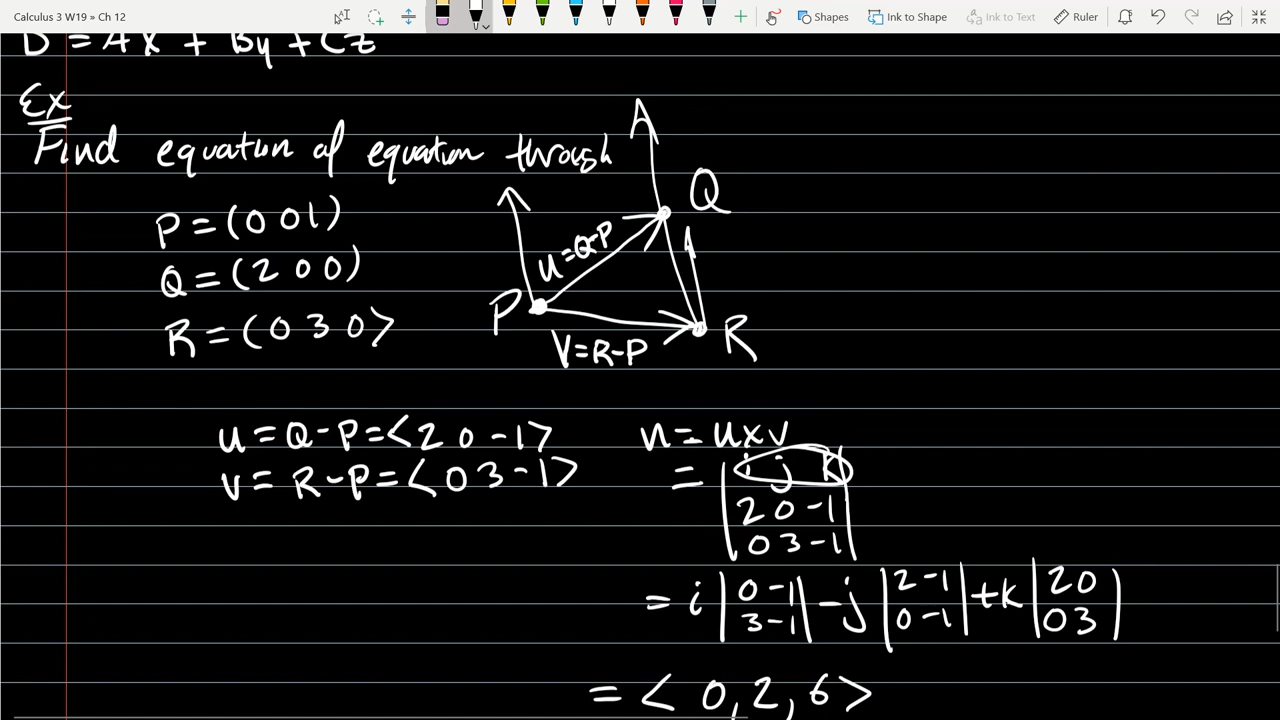 Calculus 3 W19 » Ch 12
Shapes
Ink to Shape
Ink to Text
Ruler
D = Ax + By + Cz
Ex
Find equation of equation through
P = (0 0 1)
Q = (2 0 0)
R = (0 3 0>
A
Q
u=Q-P
P
R
V=R-P
u = Q-P = <2 0 -1>
v = R-P = <0 3 -1>
n = u x v
= | i j k |
| 2 0 -1 |
| 0 3 -1 |
= i | 0 -1 | - j | 2 -1 | + k | 2 0 |
| 3 -1 | | 0 -1 | | 0 3 |
= < 0, 2, 6 >